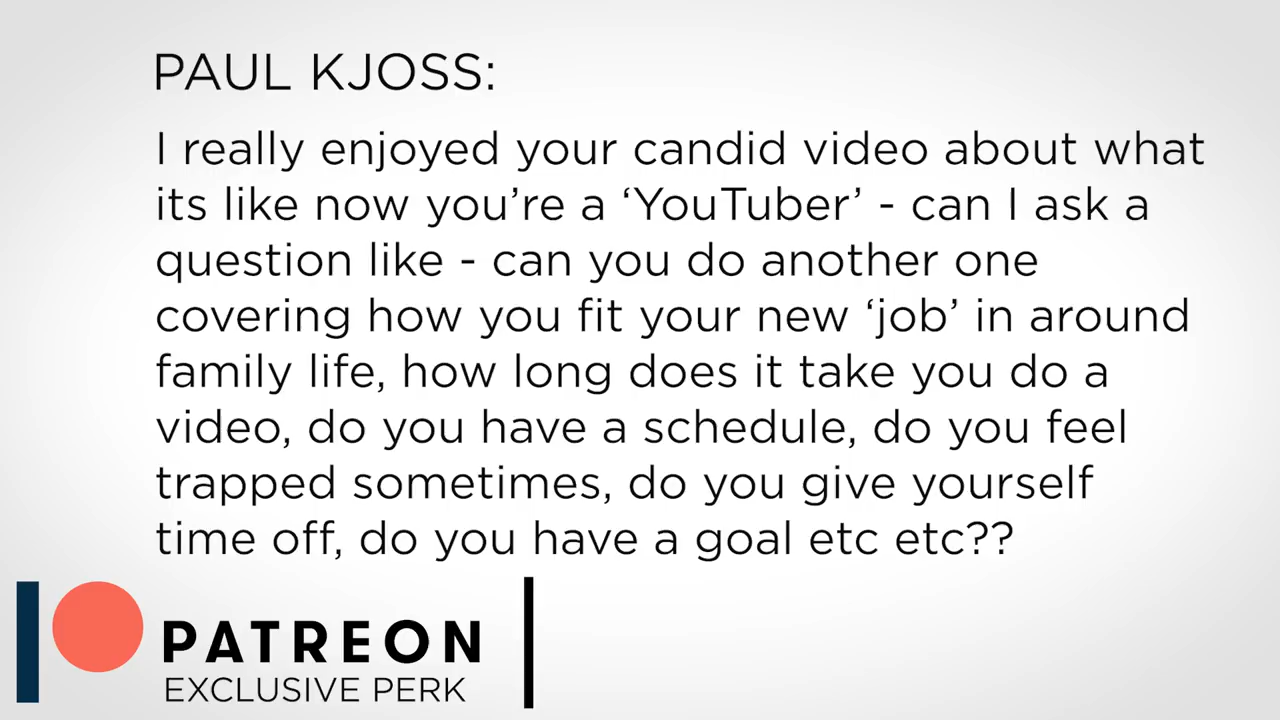 PAUL KJOSS:
I really enjoyed your candid video about what
its like now you’re a ‘YouTuber’ - can I ask a
question like - can you do another one
covering how you fit your new ‘job’ in around
family life, how long does it take you do a
video, do you have a schedule, do you feel
trapped sometimes, do you give yourself
time off, do you have a goal etc etc??
PATREON
EXCLUSIVE PERK